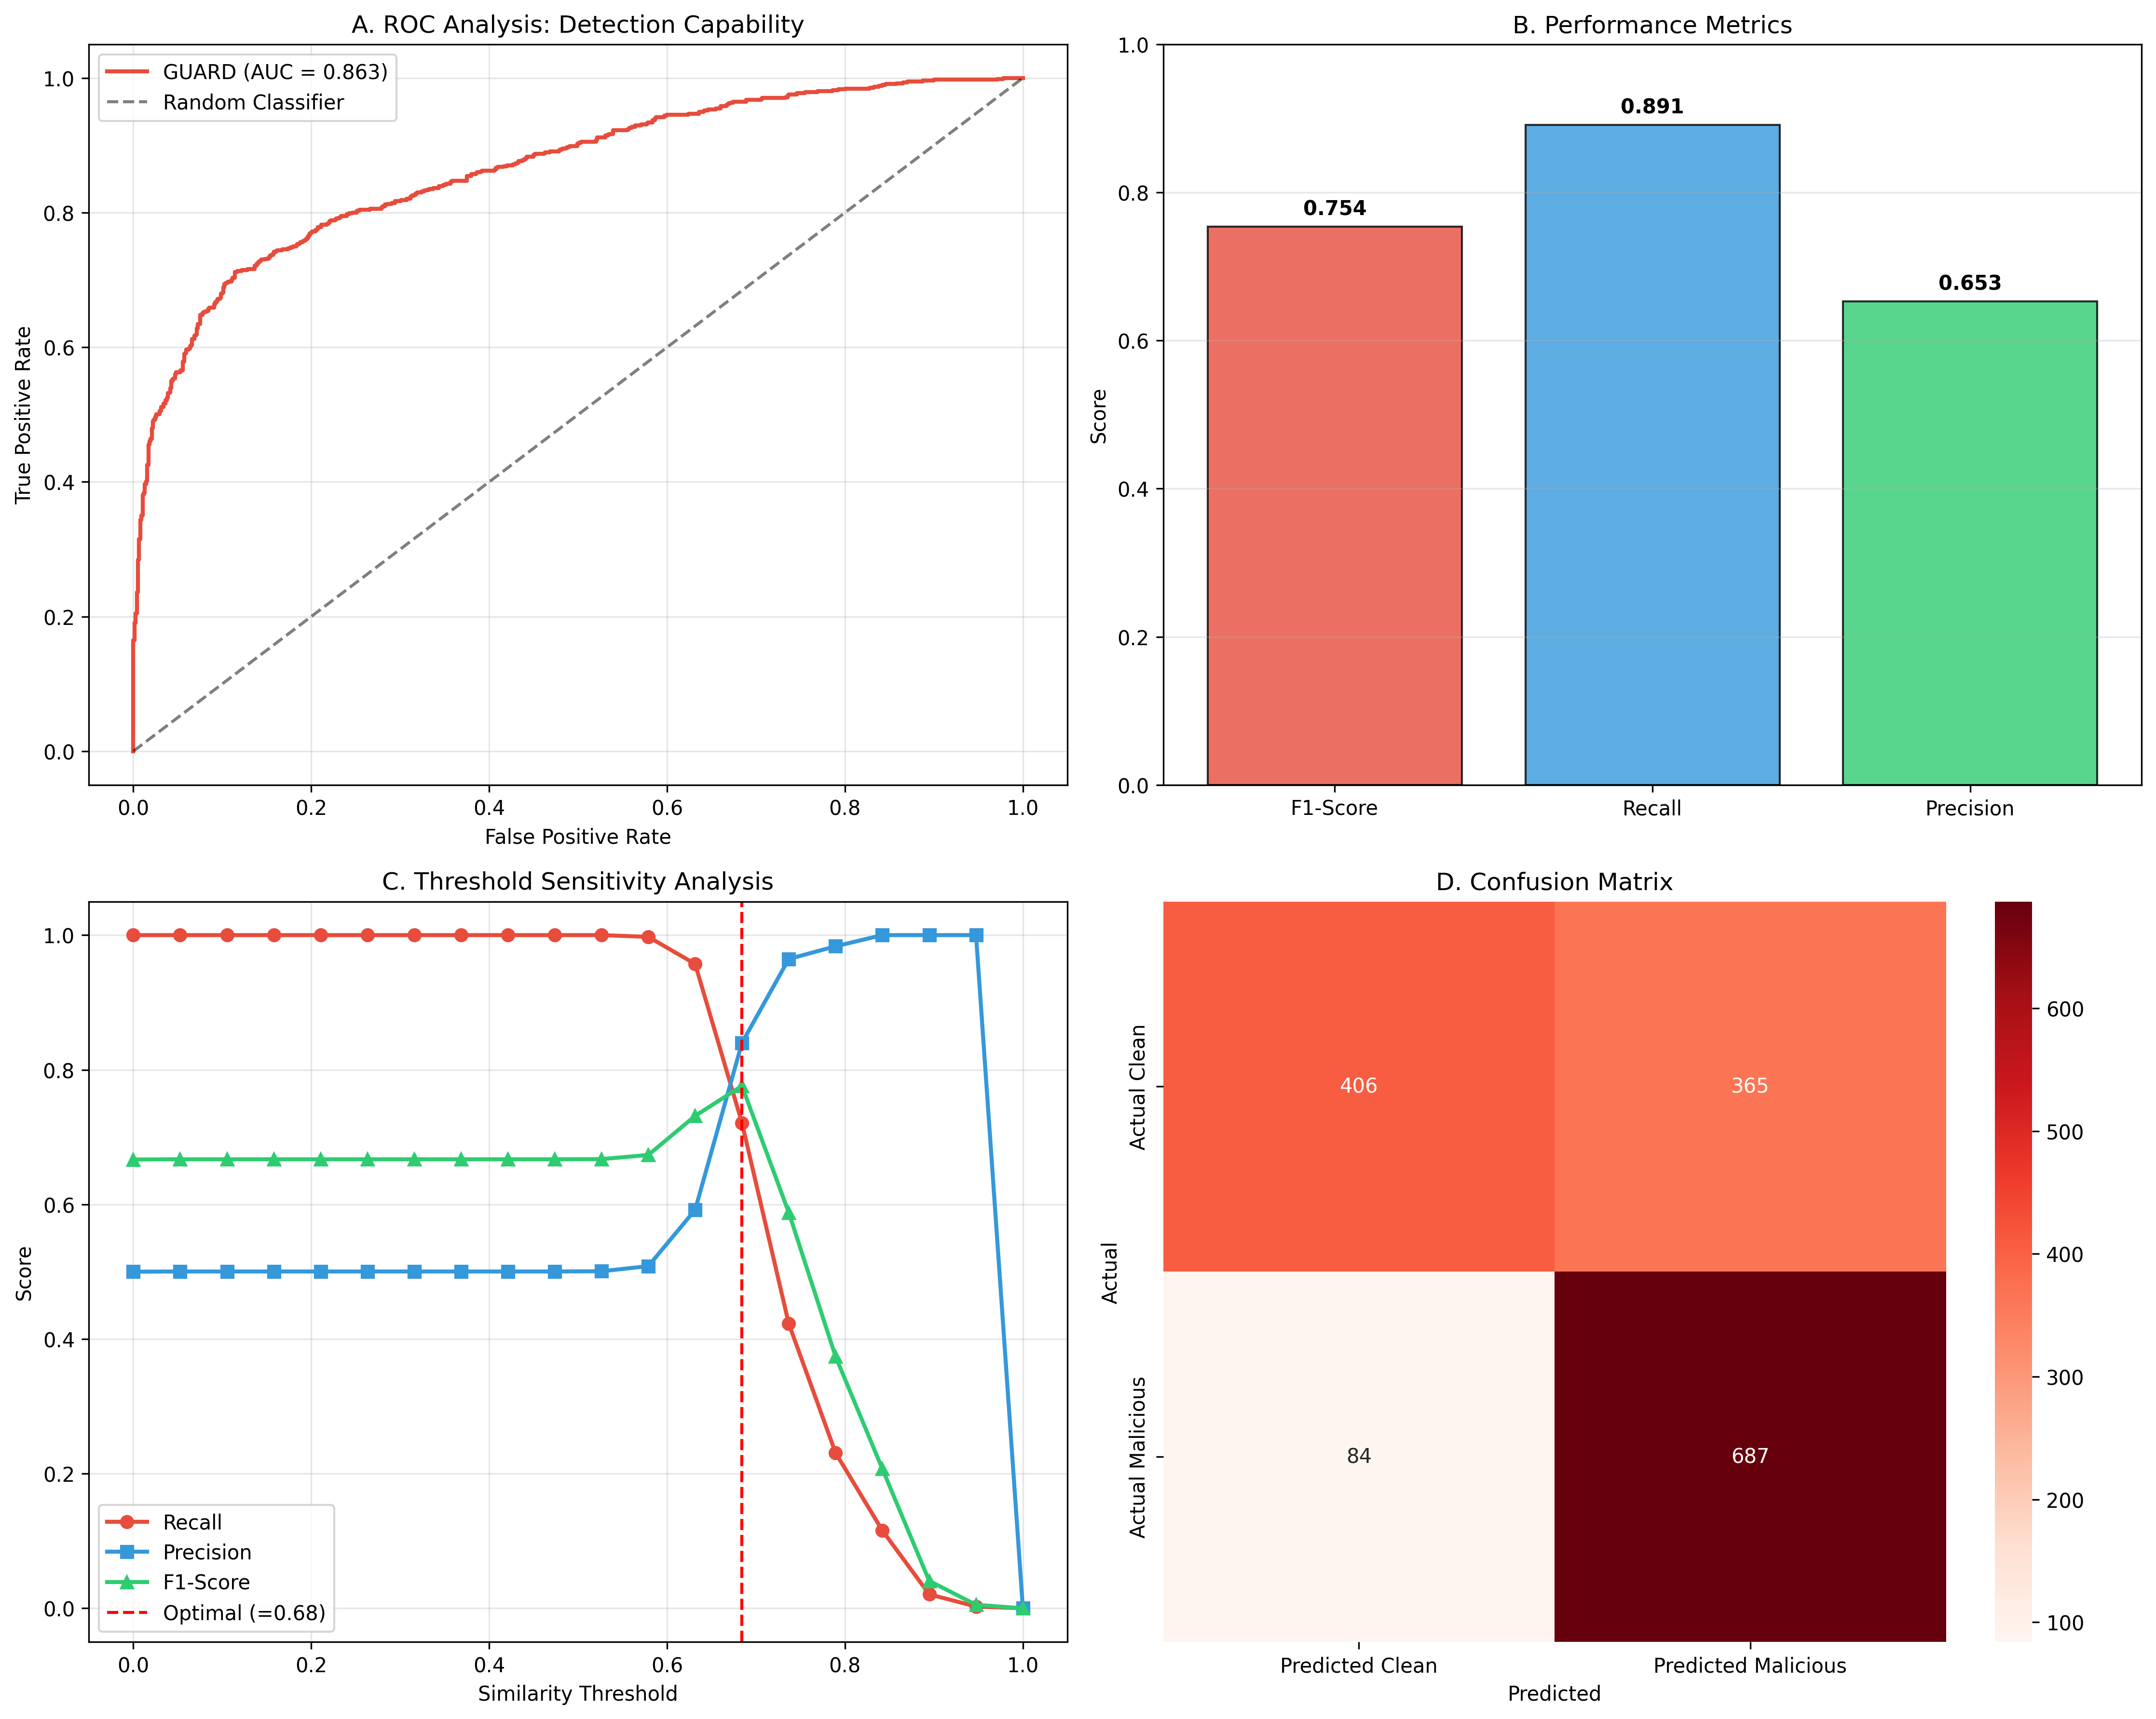 A. ROC Analysis: Detection Capability
GUARD (AUC = 0.863)
Random Classifier
True Positive Rate
1.0
0.8
0.6
0.4
0.2
0.0
0.0 0.2 0.4 0.6 0.8 1.0
False Positive Rate
B. Performance Metrics
Score
1.0
0.8
0.6
0.4
0.2
0.0
0.754
0.891
0.653
F1-Score Recall Precision
C. Threshold Sensitivity Analysis
Score
1.0
0.8
0.6
0.4
0.2
0.0
Recall
Precision
F1-Score
Optimal (=0.68)
0.0 0.2 0.4 0.6 0.8 1.0
Similarity Threshold
D. Confusion Matrix
Actual
Actual Clean
Actual Malicious
406 365
84 687
Predicted Clean Predicted Malicious
Predicted
600
500
400
300
200
100